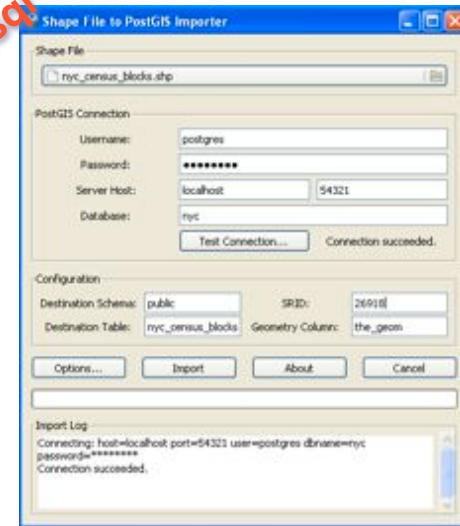 Shape File to PostGIS Importer
Shape File
nyc_census_blocks.shp
PostGIS Connection
Username: postgres
Password: ••••••••
Server Host: localhost 54321
Database: nyc
Test Connection... Connection succeeded.
Configuration
Destination Schema: public SRID: 26918
Destination Table: nyc_census_blocks Geometry Column: the_geom
Options... Import About Cancel
Import Log
Connecting: host=localhost port=54321 user=postgres dbname=nyc
password=********
Connection succeeded.